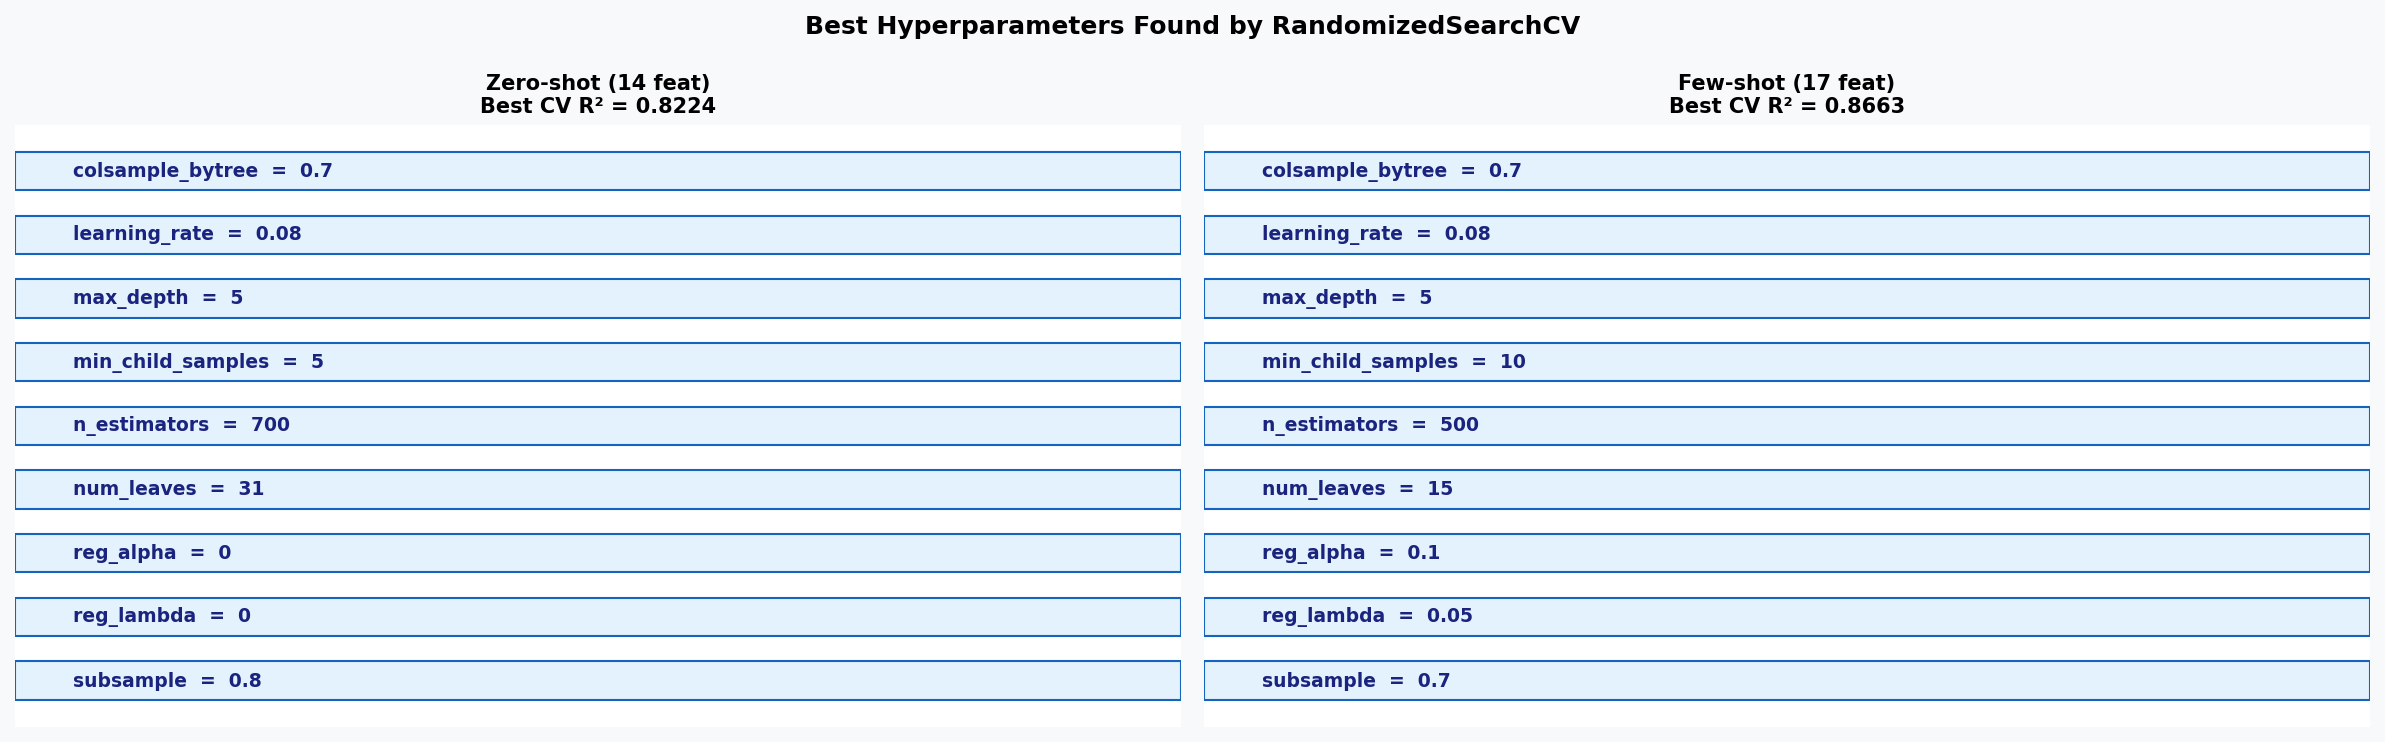 Best Hyperparameters Found by RandomizedSearchCV
Zero-shot (14 feat)
Best CV R² = 0.8224
colsample_bytree = 0.7
learning_rate = 0.08
max_depth = 5
min_child_samples = 5
n_estimators = 700
num_leaves = 31
reg_alpha = 0
reg_lambda = 0
subsample = 0.8
Few-shot (17 feat)
Best CV R² = 0.8663
colsample_bytree = 0.7
learning_rate = 0.08
max_depth = 5
min_child_samples = 10
n_estimators = 500
num_leaves = 15
reg_alpha = 0.1
reg_lambda = 0.05
subsample = 0.7